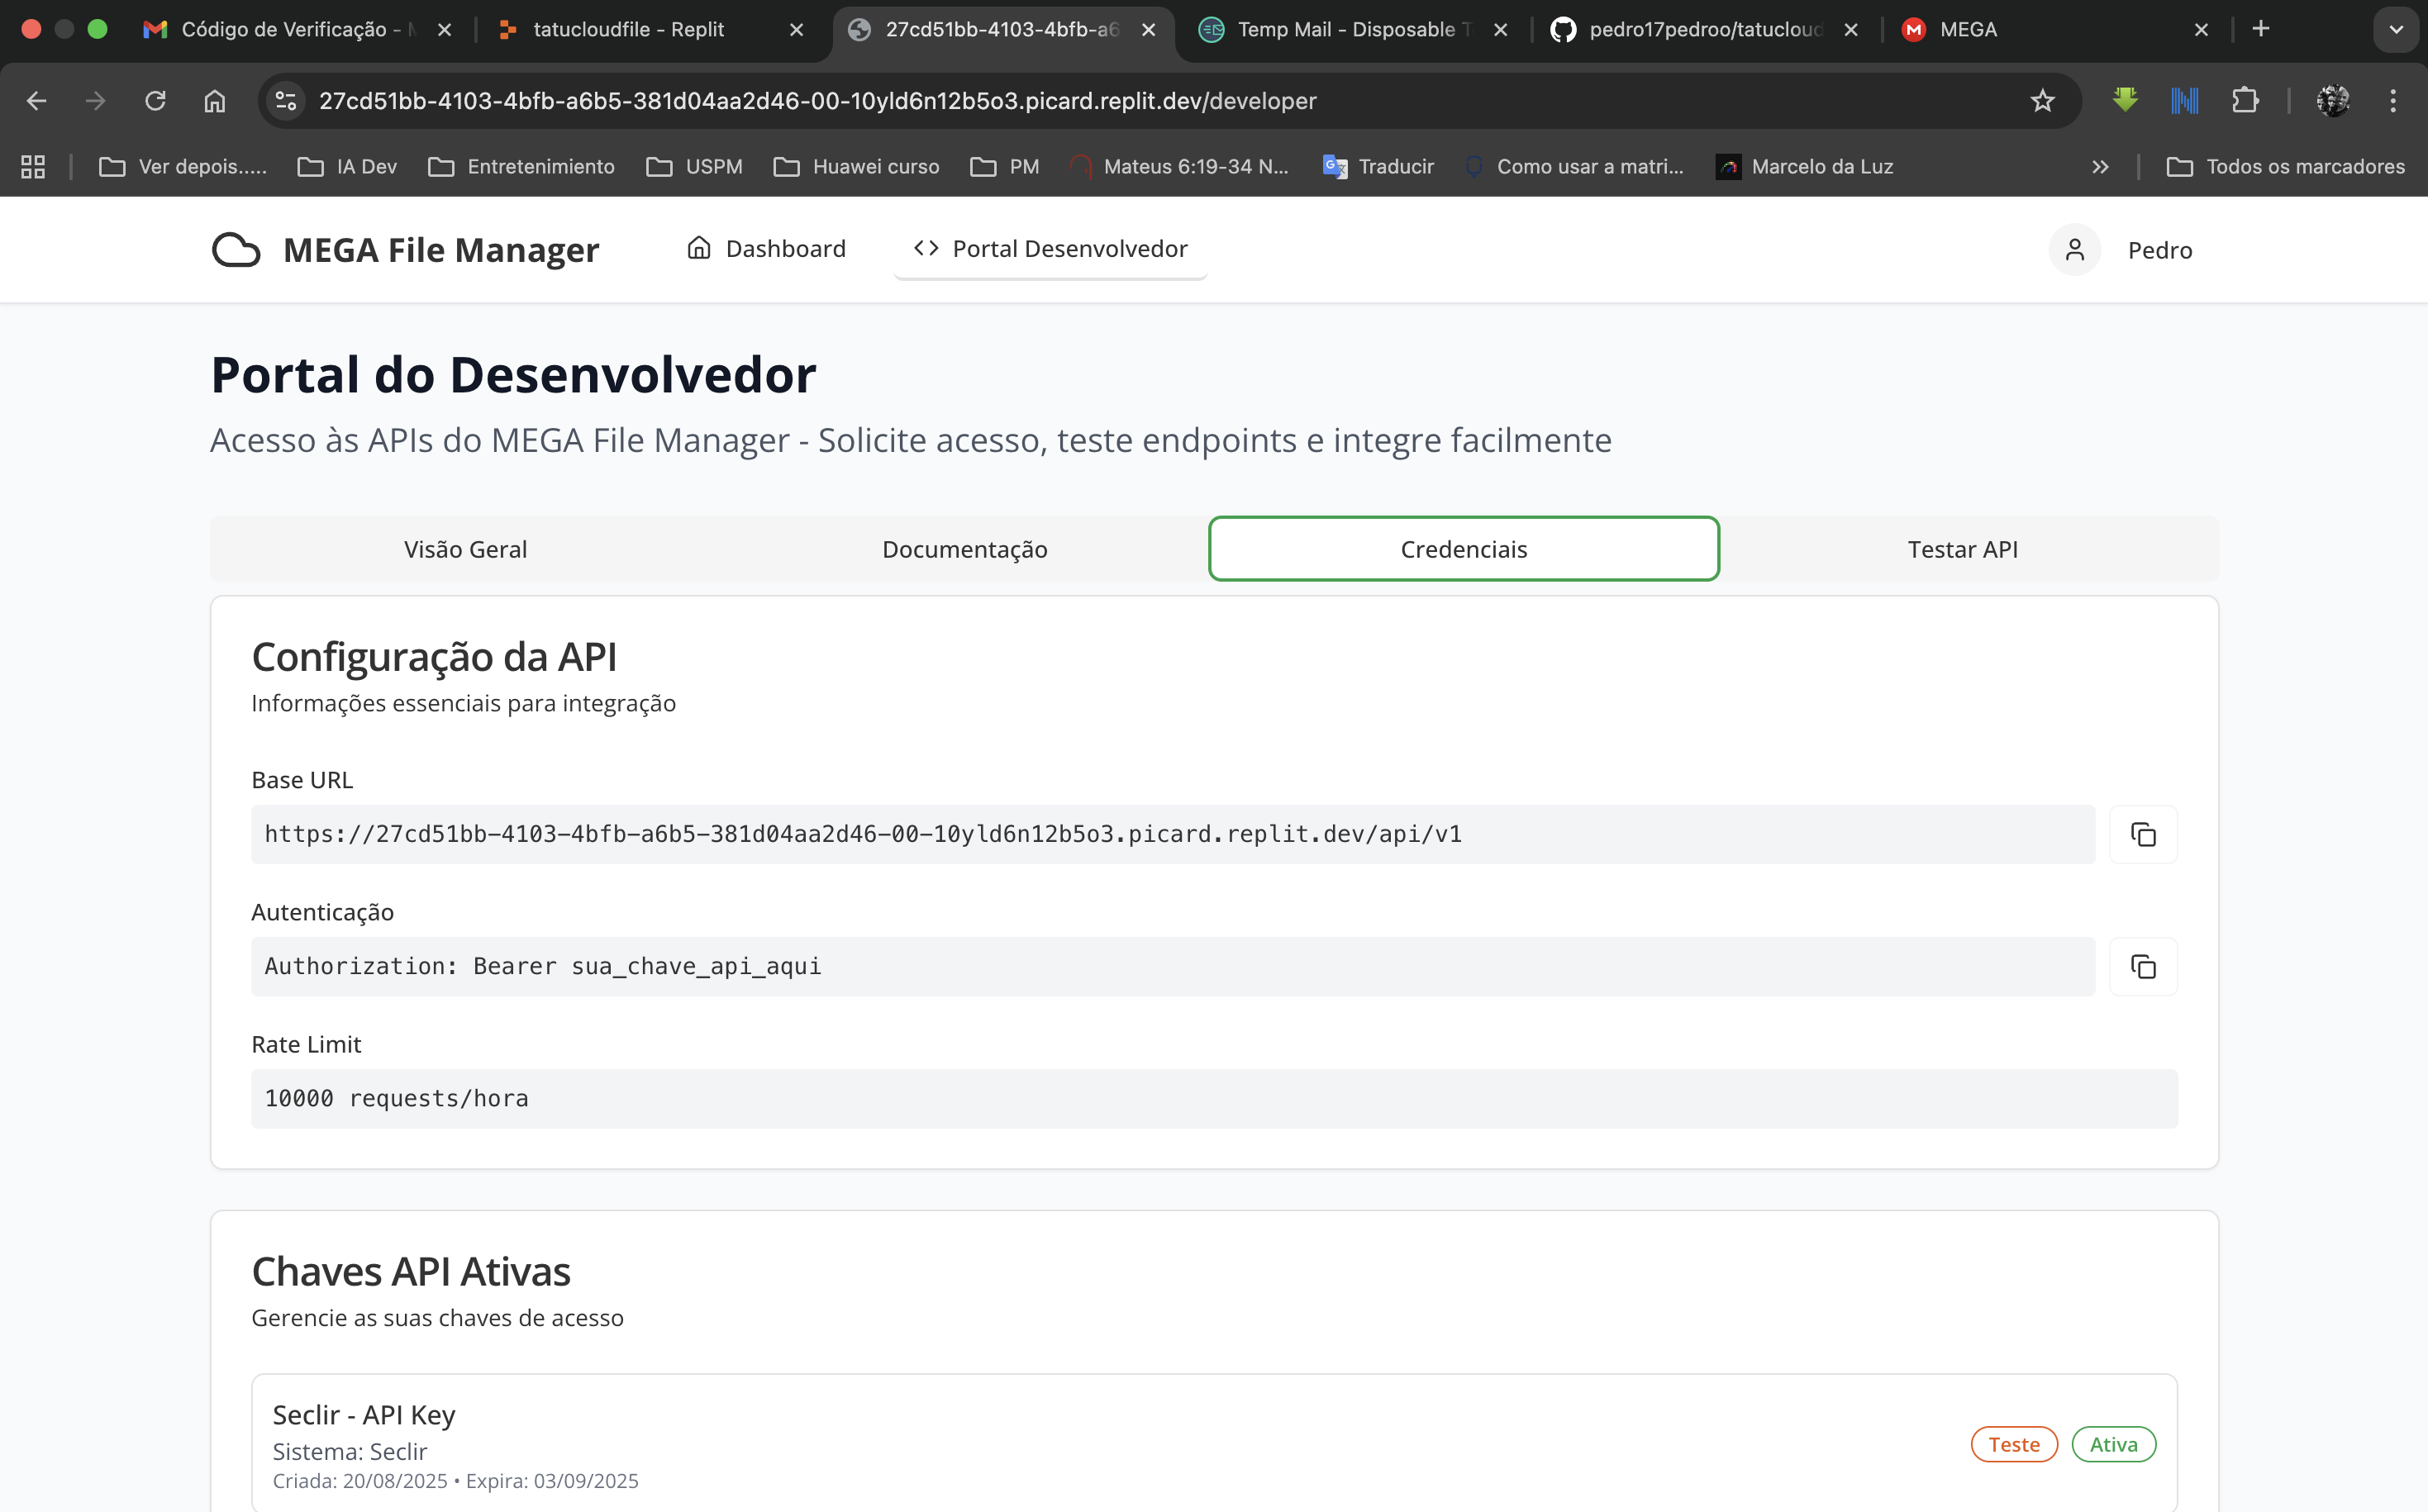 Código de Verificação -
tatucloudfile - Replit
27cd51bb-4103-4bfb-a6
Temp Mail - Disposable
pedro17pedroo/tatucloud
MEGA
27cd51bb-4103-4bfb-a6b5-381d04aa2d46-00-10yld6n12b5o3.picard.replit.dev/developer
Ver depois.....
IA Dev
Entretenimiento
USPM
Huawei curso
PM
Mateus 6:19-34 N...
Traducir
Como usar a matri...
Marcelo da Luz
Todos os marcadores
MEGA File Manager
Dashboard
Portal Desenvolvedor
Pedro
Portal do Desenvolvedor
Acesso às APIs do MEGA File Manager - Solicite acesso, teste endpoints e integre facilmente
Visão Geral
Documentação
Credenciais
Testar API
Configuração da API
Informações essenciais para integração
Base URL
https://27cd51bb-4103-4bfb-a6b5-381d04aa2d46-00-10yld6n12b5o3.picard.replit.dev/api/v1
Autenticação
Authorization: Bearer sua_chave_api_aqui
Rate Limit
10000 requests/hora
Chaves API Ativas
Gerencie as suas chaves de acesso
Seclir - API Key
Sistema: Seclir
Criada: 20/08/2025 • Expira: 03/09/2025
Teste
Ativa